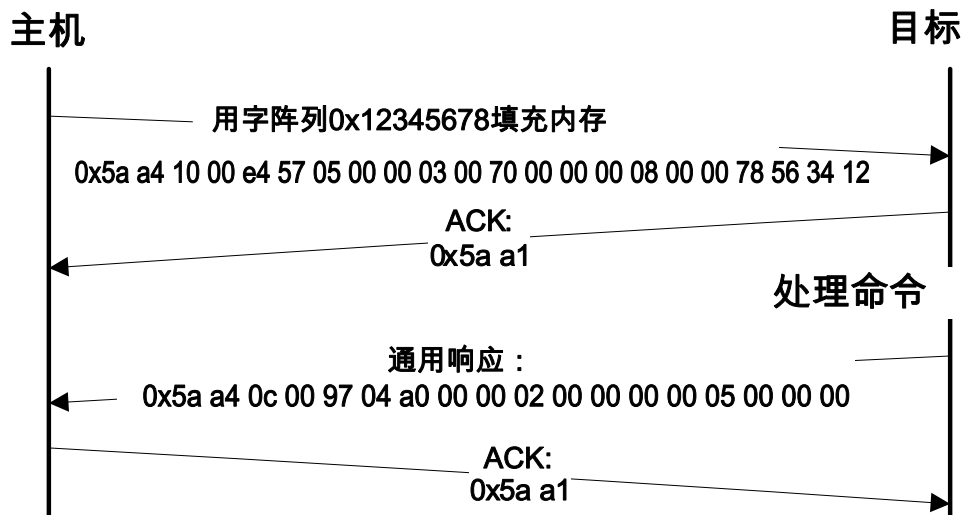 主机
目标
用字阵列0x12345678填充内存
0x5a a4 10 00 e4 57 05 00 00 03 00 70 00 00 00 08 00 00 78 56 34 12
ACK:
0x5a a1
处理命令
通用响应：
0x5a a4 0c 00 97 04 a0 00 00 02 00 00 00 00 05 00 00 00
ACK:
0x5a a1